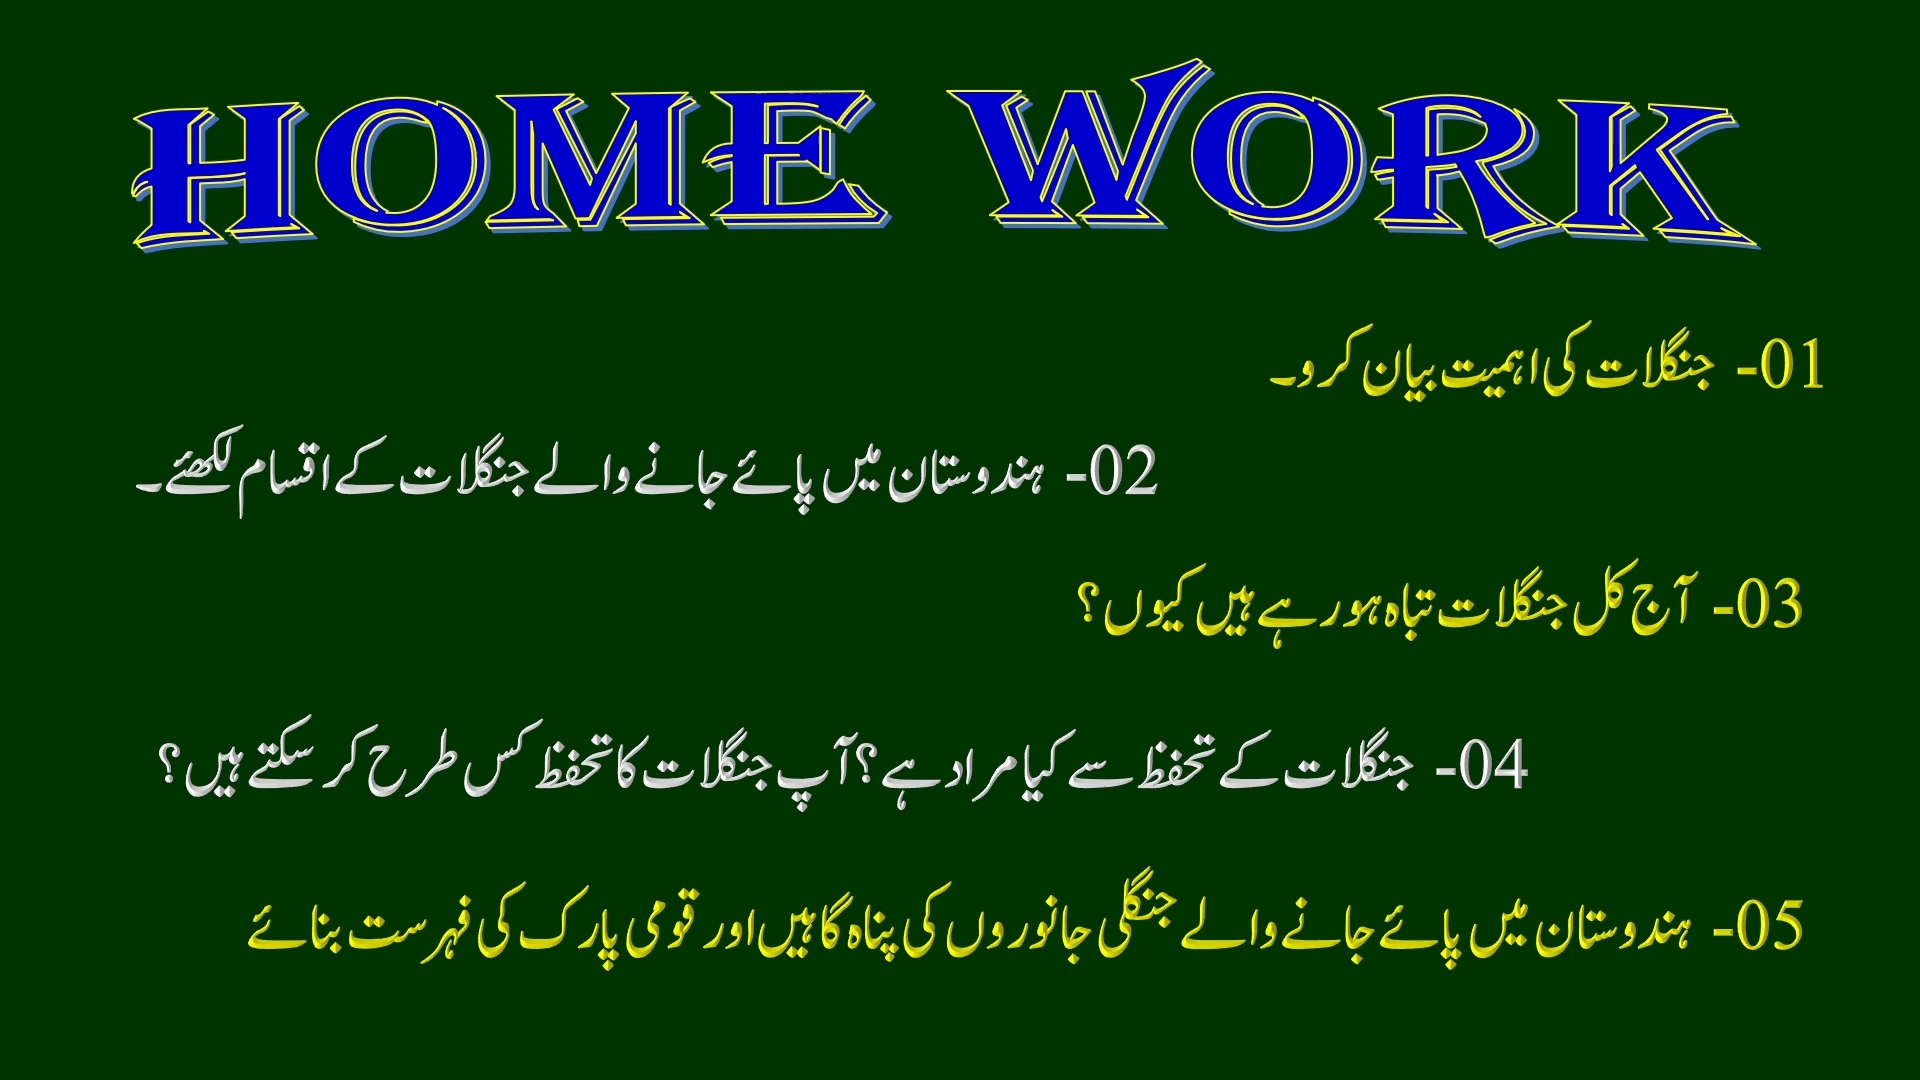 HOME WORK
01- جنگلات کی اہمیت بیان کرو۔
02- ہندوستان میں پائے جانے والے جنگلات کے اقسام لکھئے۔
03- آج کل جنگلات تباہ ہورہے ہیں کیوں؟
04- جنگلات کے تحفظ سے کیا مراد ہے؟ آپ جنگلات کا تحفظ کس طرح کر سکتے ہیں؟
05- ہندوستان میں پائے جانے والے جنگلی جانوروں کی پناہ گاہیں اور قومی پارک کی فہرست بنائے